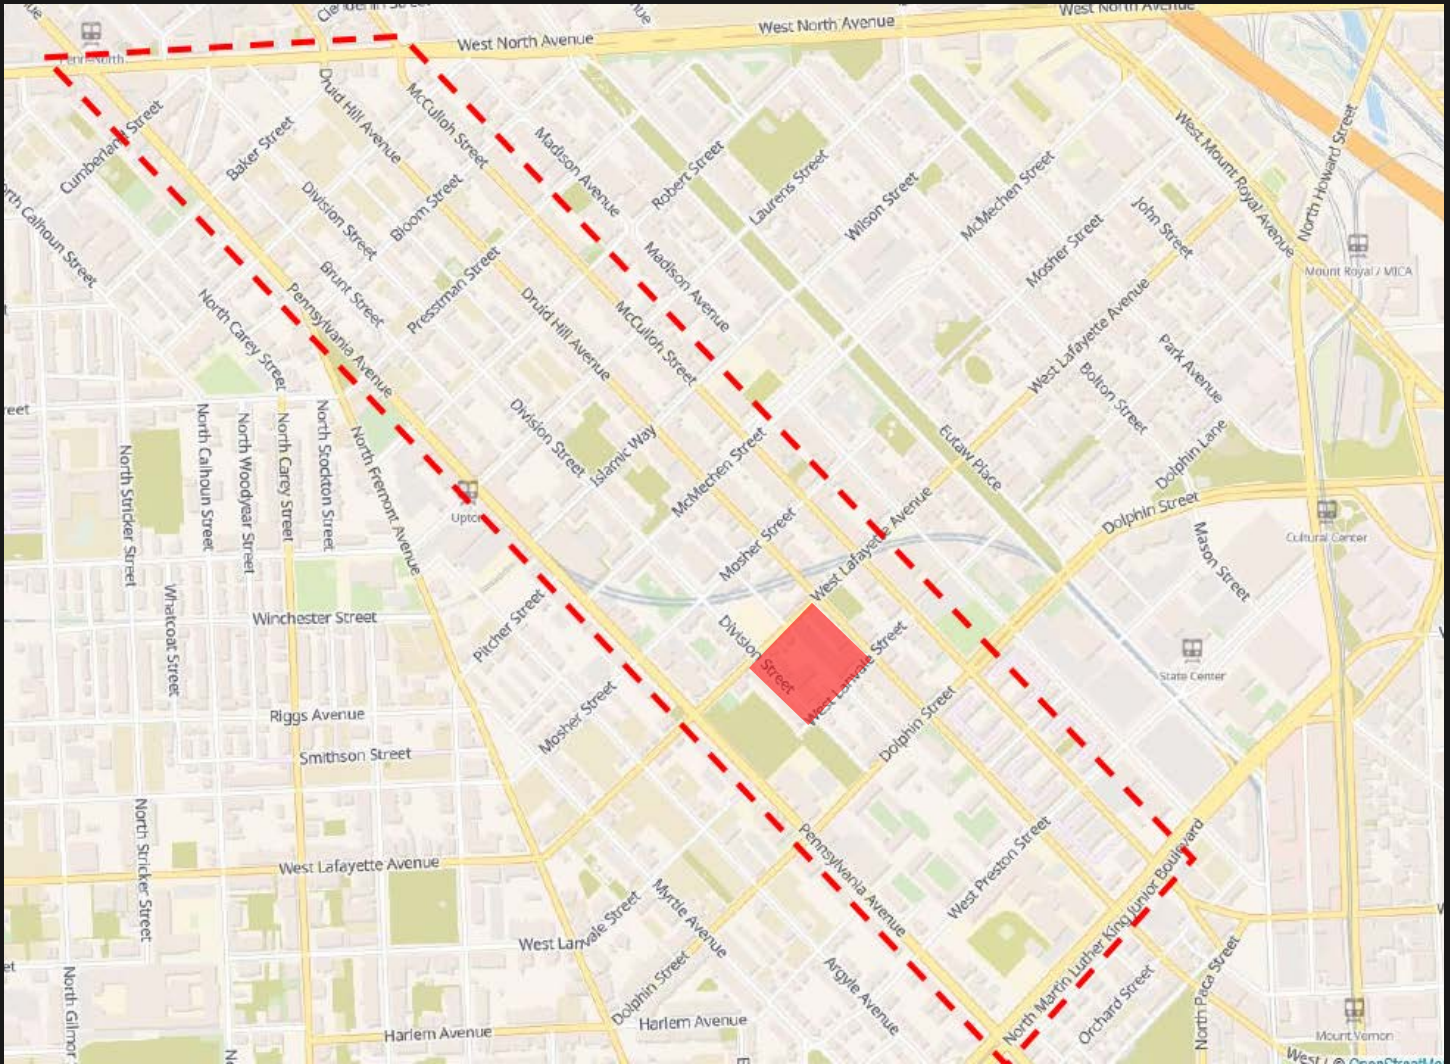 Clendenin Street
West North Avenue
West North Avenue
West North Avenue
Penn-North
Druid Hill Avenue
McCulloh Street
Cumberland Street
Baker Street
Madison Avenue
Robert Street
Laurens Street
Wilson Street
McMechen Street
West Mount Royal Avenue
North Howard Street
North Calhoun Street
Division Street
Bloom Street
John Street
Mosher Street
Mount Royal / MICA
Brunt Street
Presstman Street
Madison Avenue
North Carey Street
Pennsylvania Avenue
Druid Hill Avenue
McCulloh Street
West Lafayette Avenue
Park Avenue
Bolton Street
reet
North Calhoun Street
North Woodyear Street
North Carey Street
North Stockton Street
North Fremont Avenue
Division Street
Islamic Way
McMechen Street
Eutaw Place
Dolphin Lane
Dolphin Street
North Stricker Street
Upton
Mosher Street
West Lafayette Avenue
Mason Street
Cultural Center
Whatcoat Street
Winchester Street
Pitcher Street
Division Street
West Lanvale Street
State Center
Riggs Avenue
Mosher Street
Dolphin Street
Smithson Street
North Stricker Street
West Lafayette Avenue
Pennsylvania Avenue
West Preston Street
North Martin Luther King Junior Boulevard
West Lanvale Street
Myrtle Avenue
et
North Gilmor
Dolphin Street
Argyle Avenue
Orchard Street
North Paca Street
Harlem Avenue
Harlem Avenue
Mount Vernon
West
© OpenStreetMa